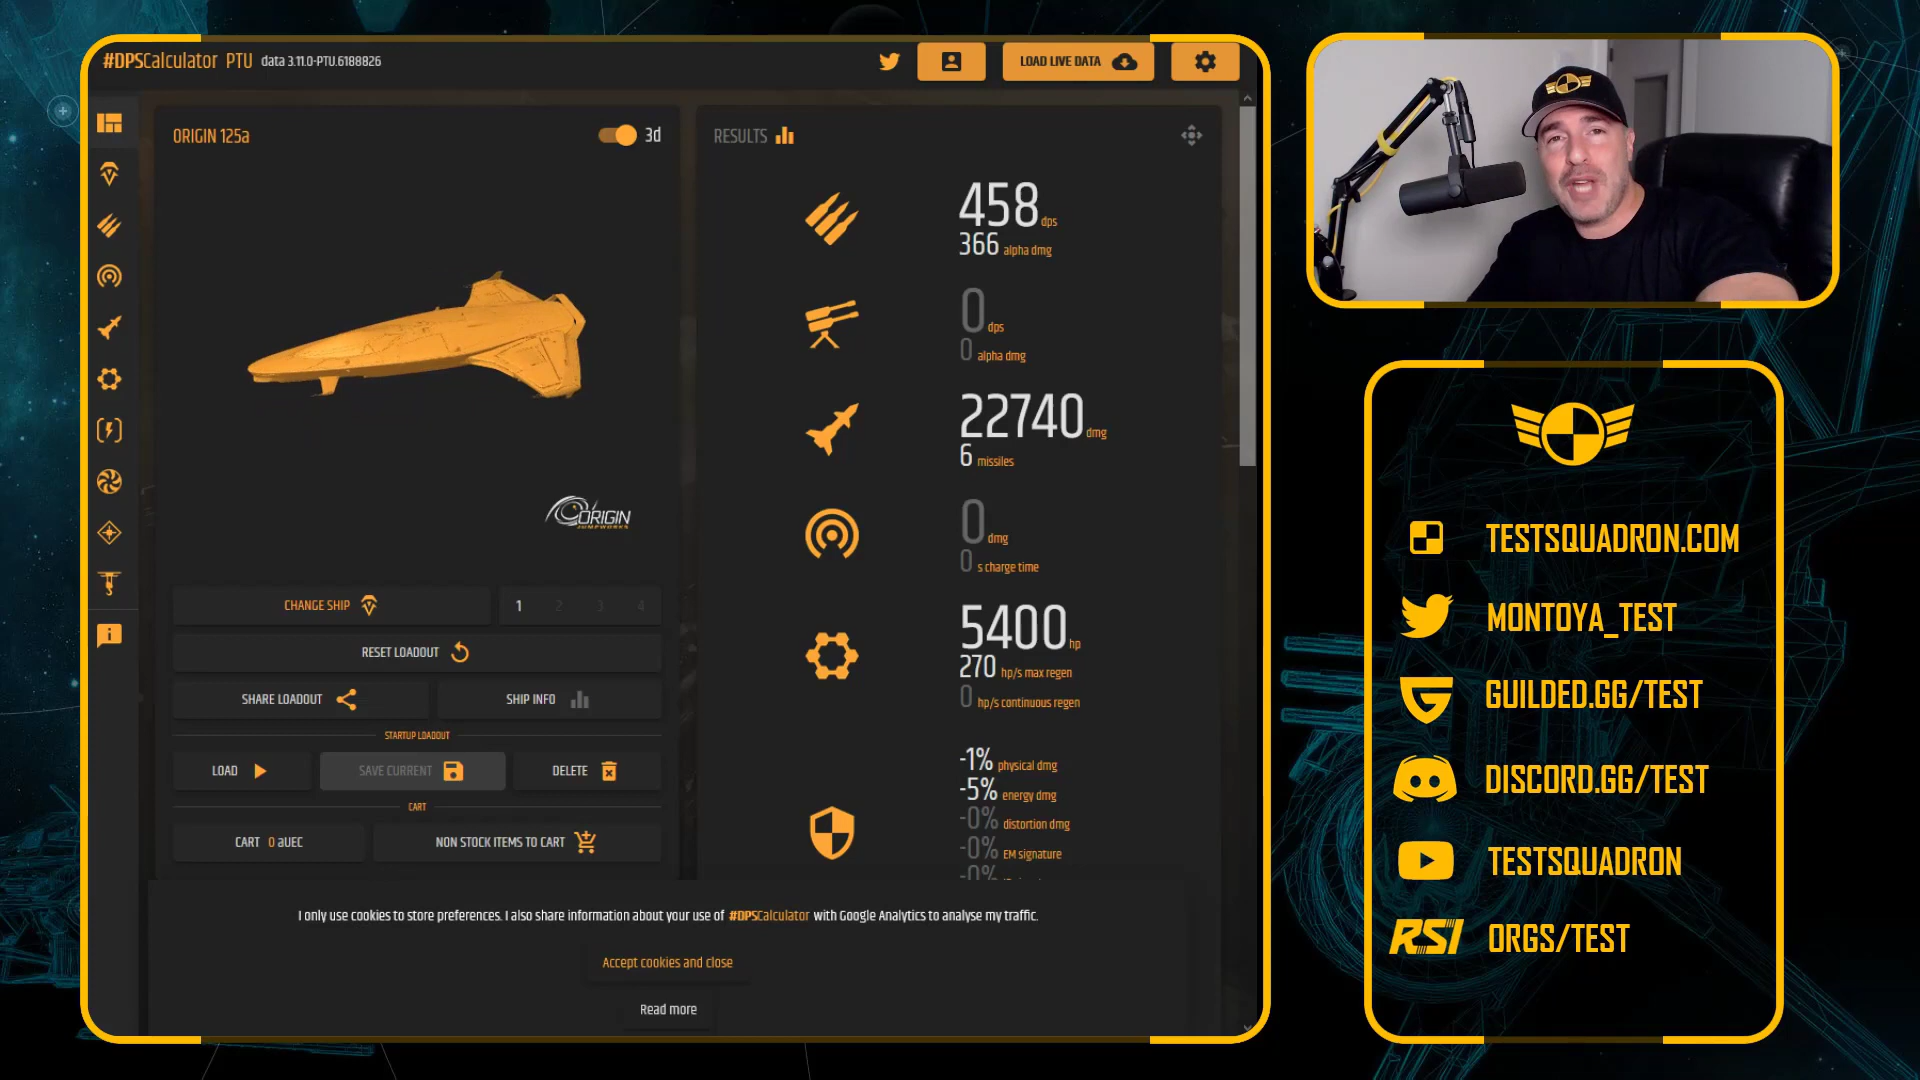 #DPSCalculator PTU data 3.11.0-PTU.6188826
LOAD LIVE DATA
ORIGIN 125a
3d
ORIGIN
JUMPWORKS
CHANGE SHIP
1 2 3 4
RESET LOADOUT
SHARE LOADOUT
SHIP INFO
STARTUP LOADOUT
LOAD
SAVE CURRENT
DELETE
CART
CART 0 aUEC
NON STOCK ITEMS TO CART
RESULTS
458 dps
366 alpha dmg
0 dps
0 alpha dmg
22740 dmg
6 missiles
0 dmg
0 s charge time
5400 hp
270 hp/s max regen
0 hp/s continuous regen
-1% physical dmg
-5% energy dmg
-0% distortion dmg
-0% EM signature
-0%
I only use cookies to store preferences. I also share information about your use of #DPSCalculator with Google Analytics to analyse my traffic.
Accept cookies and close
Read more
TESTSQUADRON.COM
MONTOYA_TEST
GUILDED.GG/TEST
DISCORD.GG/TEST
TESTSQUADRON
RSI ORGS/TEST